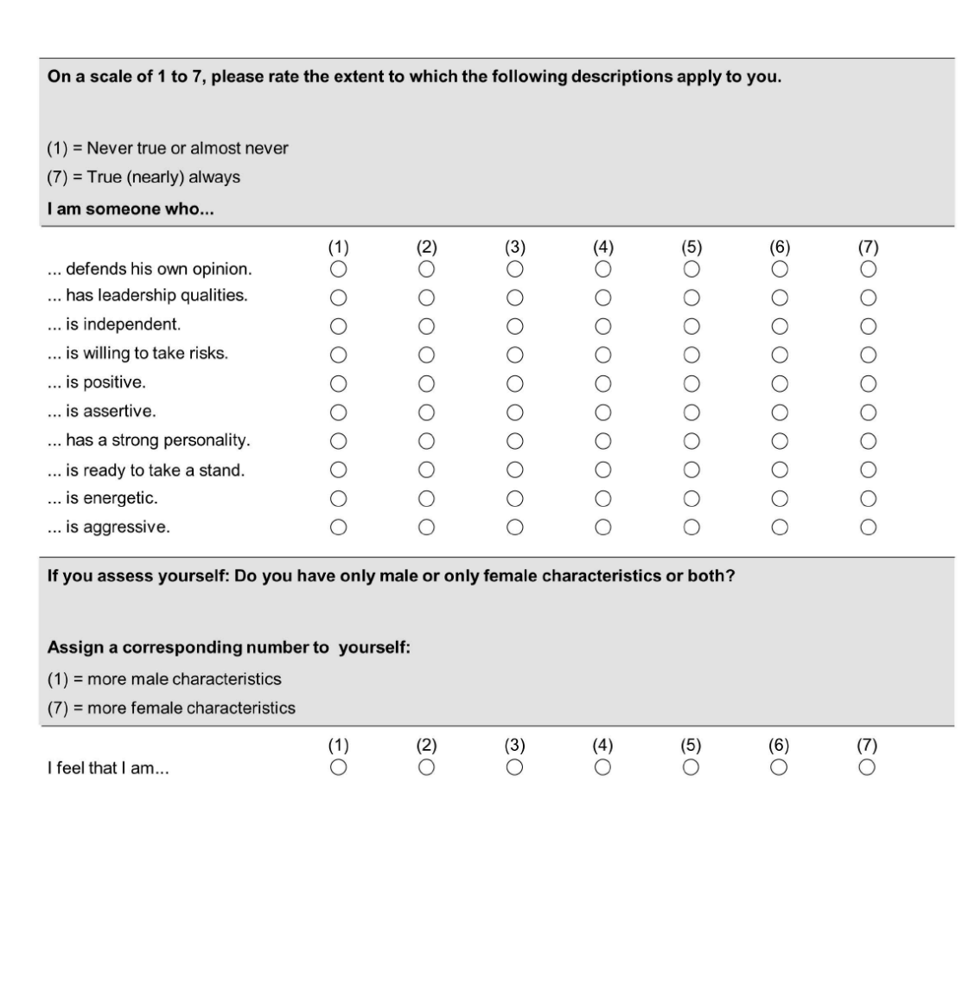 On a scale of 1 to 7, please rate the extent to which the following descriptions apply to you.
(1) = Never true or almost never
(7) = True (nearly) always
I am someone who...
(1) (2) (3) (4) (5) (6) (7)
... defends his own opinion.
... has leadership qualities.
... is independent.
... is willing to take risks.
... is positive.
... is assertive.
... has a strong personality.
... is ready to take a stand.
... is energetic.
... is aggressive.
If you assess yourself: Do you have only male or only female characteristics or both?
Assign a corresponding number to yourself:
(1) = more male characteristics
(7) = more female characteristics
(1) (2) (3) (4) (5) (6) (7)
I feel that I am...